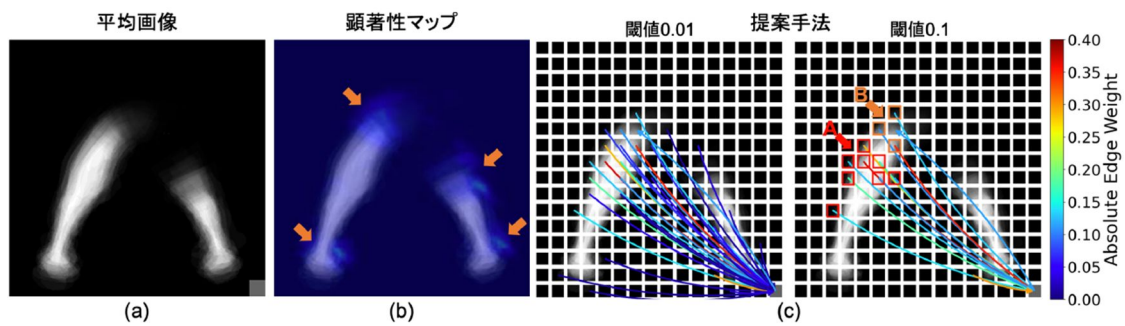 平均画像
顕著性マップ
提案手法
閾値0.01
閾値0.1
A
B
0.40
0.35
0.30
0.25
0.20
0.15
0.10
0.05
0.00
Absolute Edge Weight
(a)
(b)
(c)